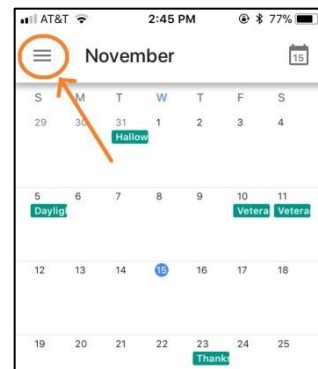 AT&T 2:45 PM 77%
November 15
S M T W T F S
29 30 31 1 2 3 4
Hallow
5 6 7 8 9 10 11
Dayligh Vetera Vetera
12 13 14 15 16 17 18
19 20 21 22 23 24 25
Thanks